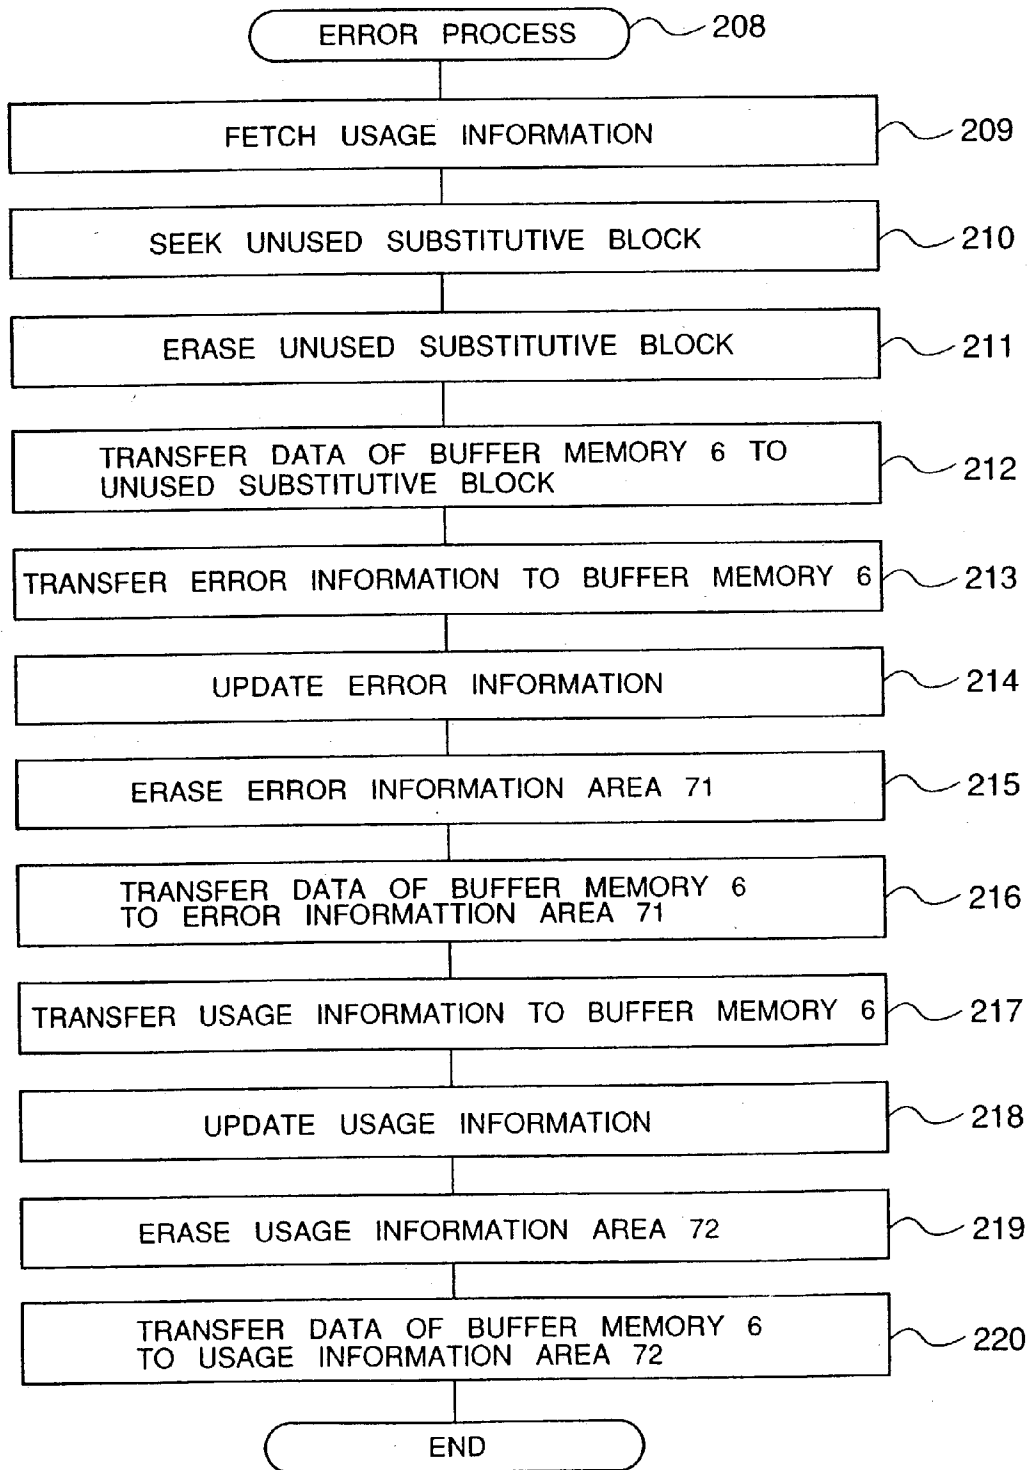 ERROR PROCESS 208
FETCH USAGE INFORMATION 209
SEEK UNUSED SUBSTITUTIVE BLOCK 210
ERASE UNUSED SUBSTITUTIVE BLOCK 211
TRANSFER DATA OF BUFFER MEMORY 6 TO
UNUSED SUBSTITUTIVE BLOCK 212
TRANSFER ERROR INFORMATION TO BUFFER MEMORY 6 213
UPDATE ERROR INFORMATION 214
ERASE ERROR INFORMATION AREA 71 215
TRANSFER DATA OF BUFFER MEMORY 6
TO ERROR INFORMATTION AREA 71 216
TRANSFER USAGE INFORMATION TO BUFFER MEMORY 6 217
UPDATE USAGE INFORMATION 218
ERASE USAGE INFORMATION AREA 72 219
TRANSFER DATA OF BUFFER MEMORY 6
TO USAGE INFORMATION AREA 72 220
END